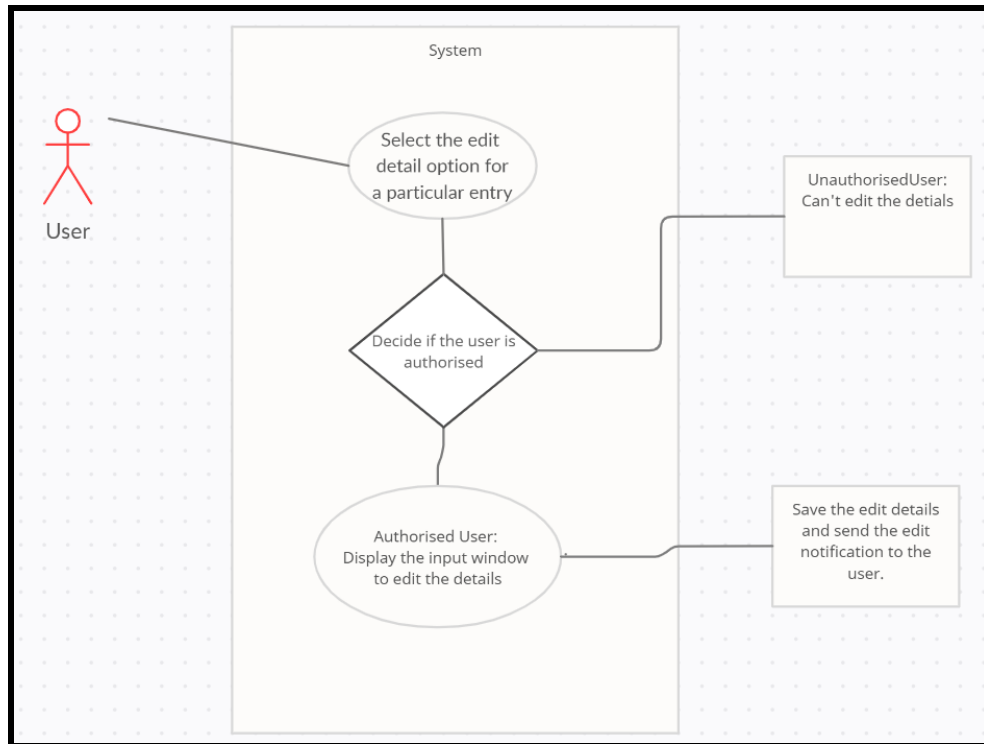 System
Select the edit
detail option for
a particular entry
User
UnauthorisedUser:
Can't edit the detials
Decide if the user is
authorised
Authorised User:
Display the input window
to edit the details
Save the edit details
and send the edit
notification to the
user.